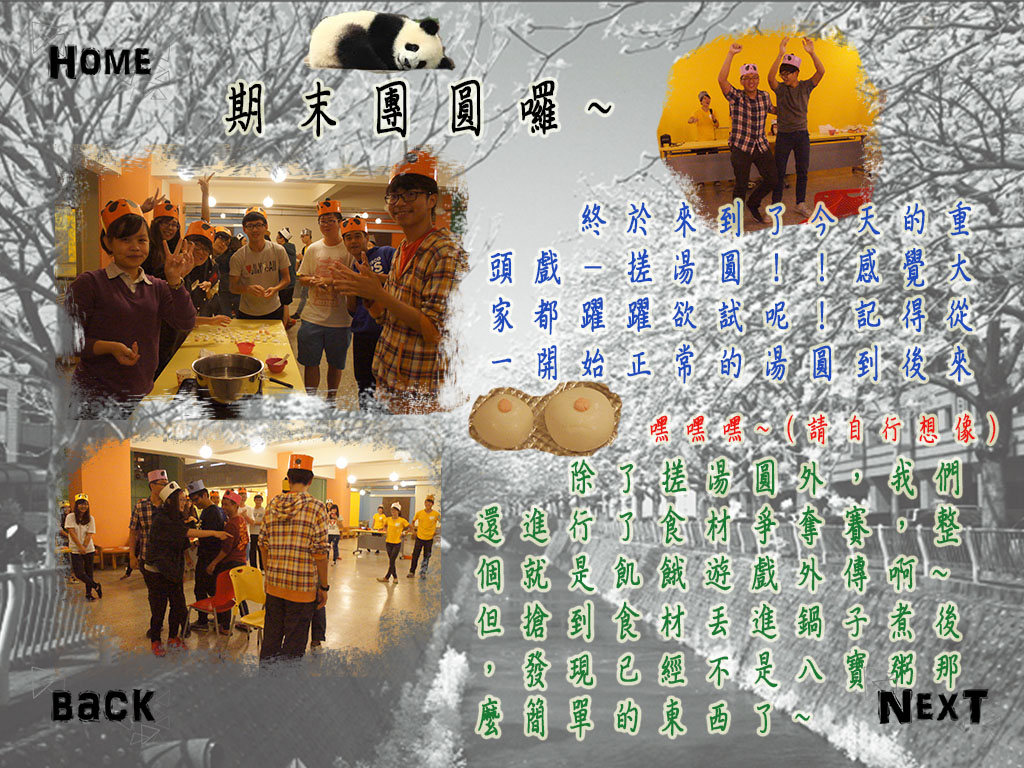 HOME
期末團圓囉~
終於來到了今天的重
頭戲–搓湯圓！！感覺大
家都躍躍欲試呢！記得從
一開始正常的湯圓到後來
嘿嘿嘿~(請自行想像)
除了搓湯圓外，我們
還進行了食材爭奪賽，整
個就是飢餓遊戲外傳啊~
但搶到食材丟進鍋子煮後
，發現已經不是八寶粥那
麼簡單的東西了~
BACK
NEXT